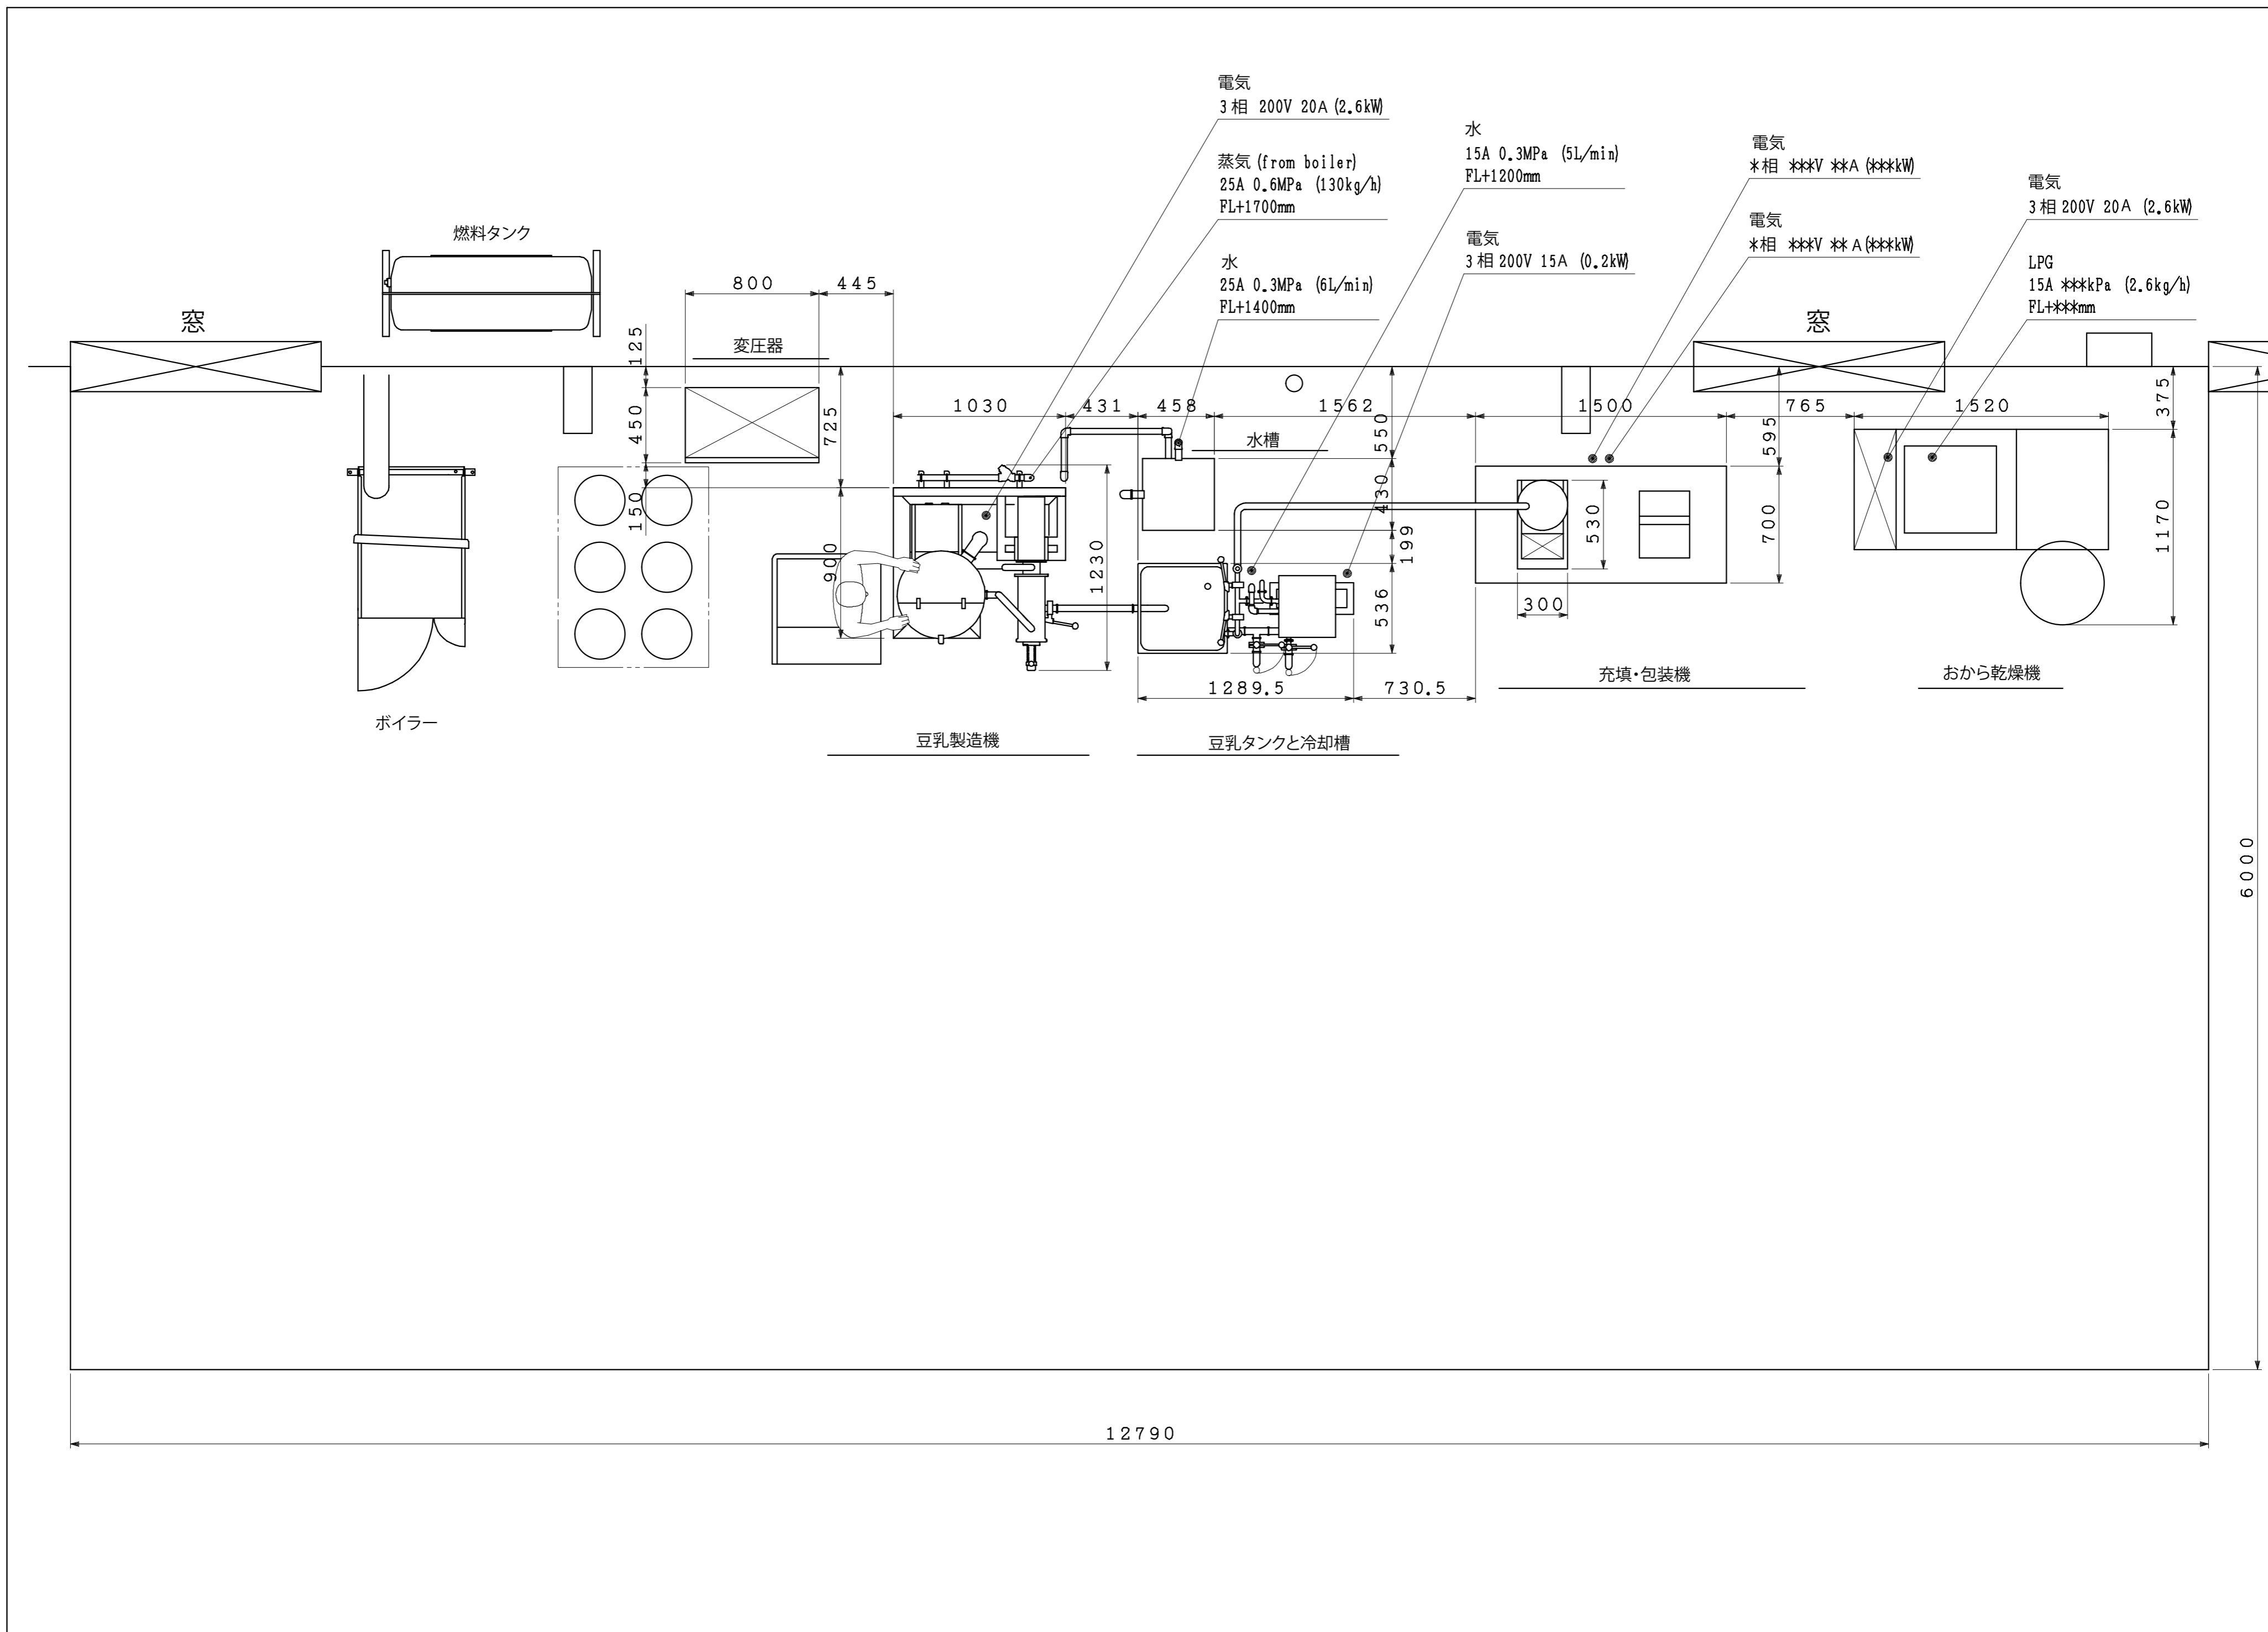 電気
3相 200V 20A (2.6kW)
蒸気 (from boiler)
25A 0.6MPa (130kg/h)
FL+1700mm
水
25A 0.3MPa (6L/min)
FL+1400mm
水
15A 0.3MPa (5L/min)
FL+1200mm
電気
3相 200V 15A (0.2kW)
電気
*相 ***V **A (***kW)
電気
*相 ***V ** A (***kW)
電気
3相 200V 20A (2.6kW)
LPG
15A ***kPa (2.6kg/h)
FL+***mm
燃料タンク
窓
窓
変圧器
水槽
800
445
125
450
150
725
900
1030
431
458
1562
1500
765
1520
550
430
199
536
595
700
375
1170
1230
530
300
1289.5
730.5
ボイラー
豆乳製造機
豆乳タンクと冷却槽
充填・包装機
おから乾燥機
6000
12790